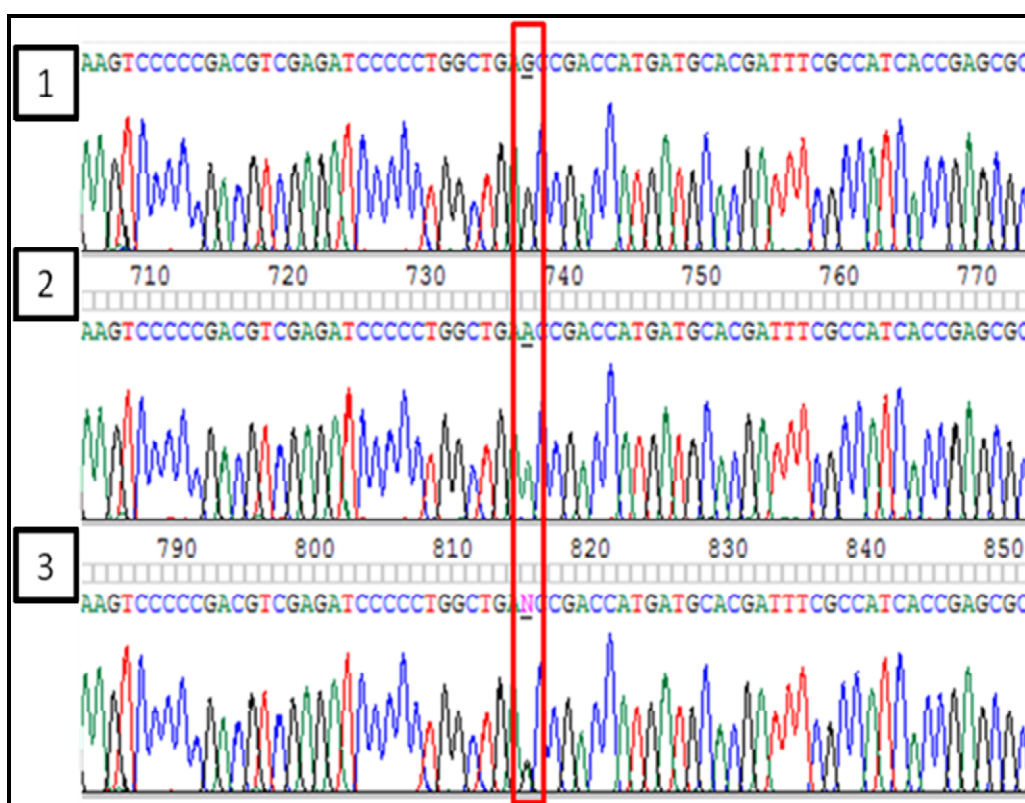 1
AAGTCCCCCGACGTCGAGATCCCCCTGGCTGAGCCGACCATGATGCACGATTTCGCCATCACCGAGCGC
2
710 720 730 740 750 760 770
AAGTCCCCCGACGTCGAGATCCCCCTGGCTGAACCGACCATGATGCACGATTTCGCCATCACCGAGCGC
3
790 800 810 820 830 840 850
AAGTCCCCCGACGTCGAGATCCCCCTGGCTGANCCGACCATGATGCACGATTTCGCCATCACCGAGCGC